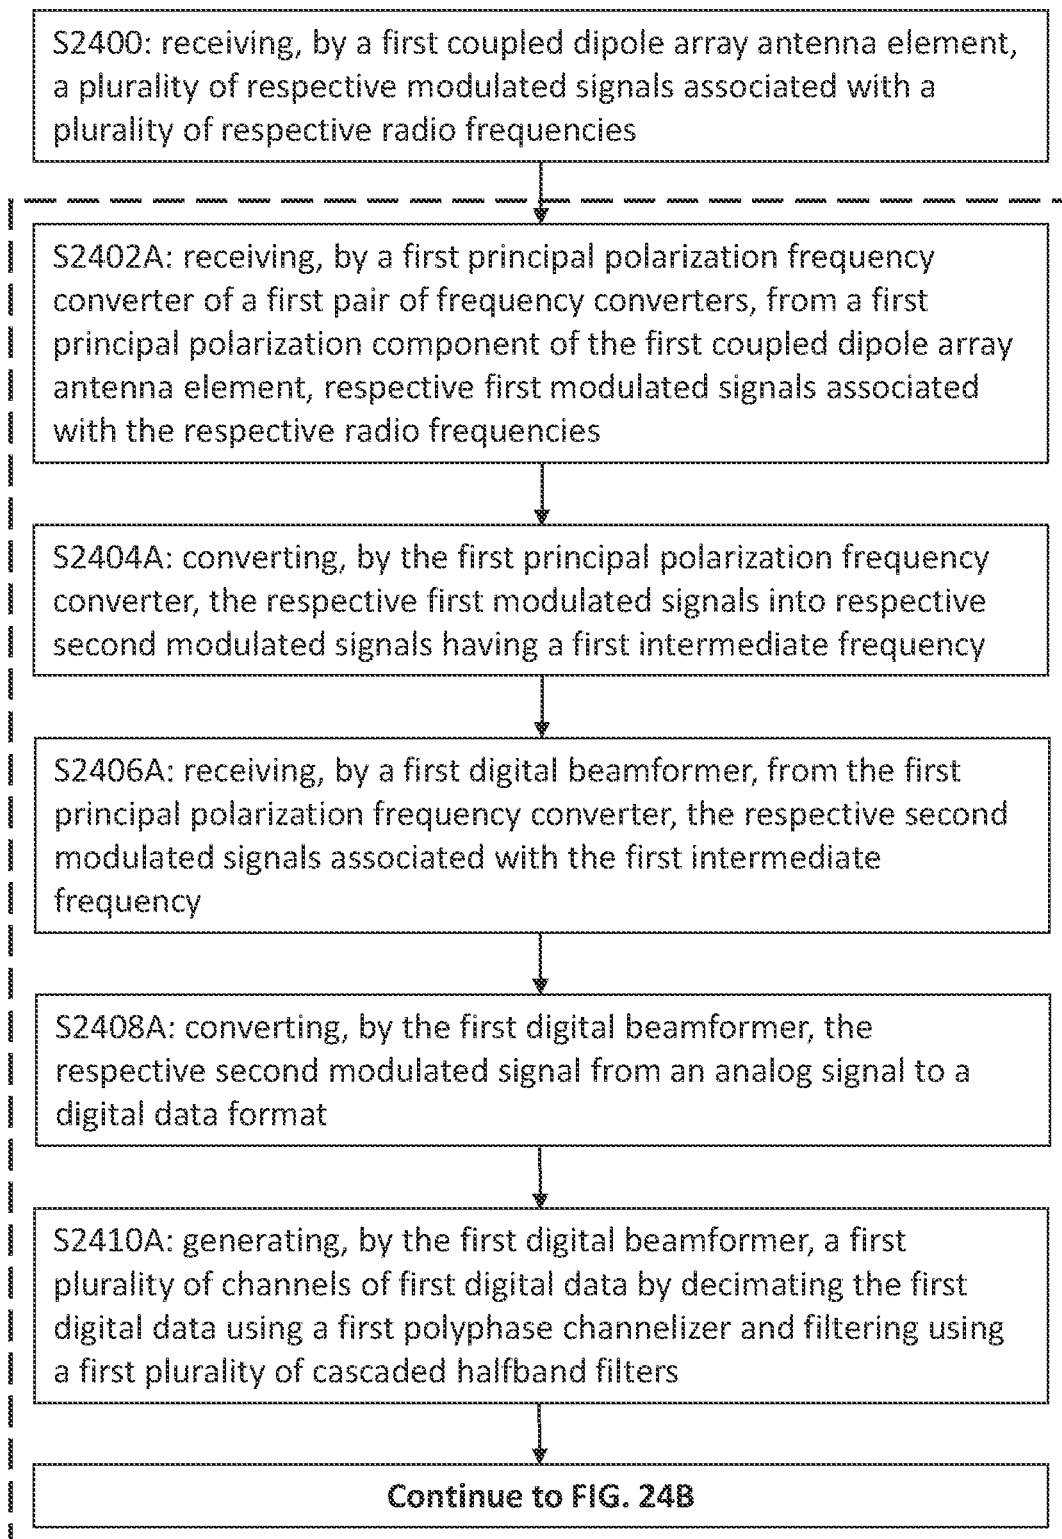 S2400: receiving, by a first coupled dipole array antenna element,
a plurality of respective modulated signals associated with a
plurality of respective radio frequencies
S2402A: receiving, by a first principal polarization frequency
converter of a first pair of frequency converters, from a first
principal polarization component of the first coupled dipole array
antenna element, respective first modulated signals associated
with the respective radio frequencies
S2404A: converting, by the first principal polarization frequency
converter, the respective first modulated signals into respective
second modulated signals having a first intermediate frequency
S2406A: receiving, by a first digital beamformer, from the first
principal polarization frequency converter, the respective second
modulated signals associated with the first intermediate
frequency
S2408A: converting, by the first digital beamformer, the
respective second modulated signal from an analog signal to a
digital data format
S2410A: generating, by the first digital beamformer, a first
plurality of channels of first digital data by decimating the first
digital data using a first polyphase channelizer and filtering using
a first plurality of cascaded halfband filters
Continue to FIG. 24B